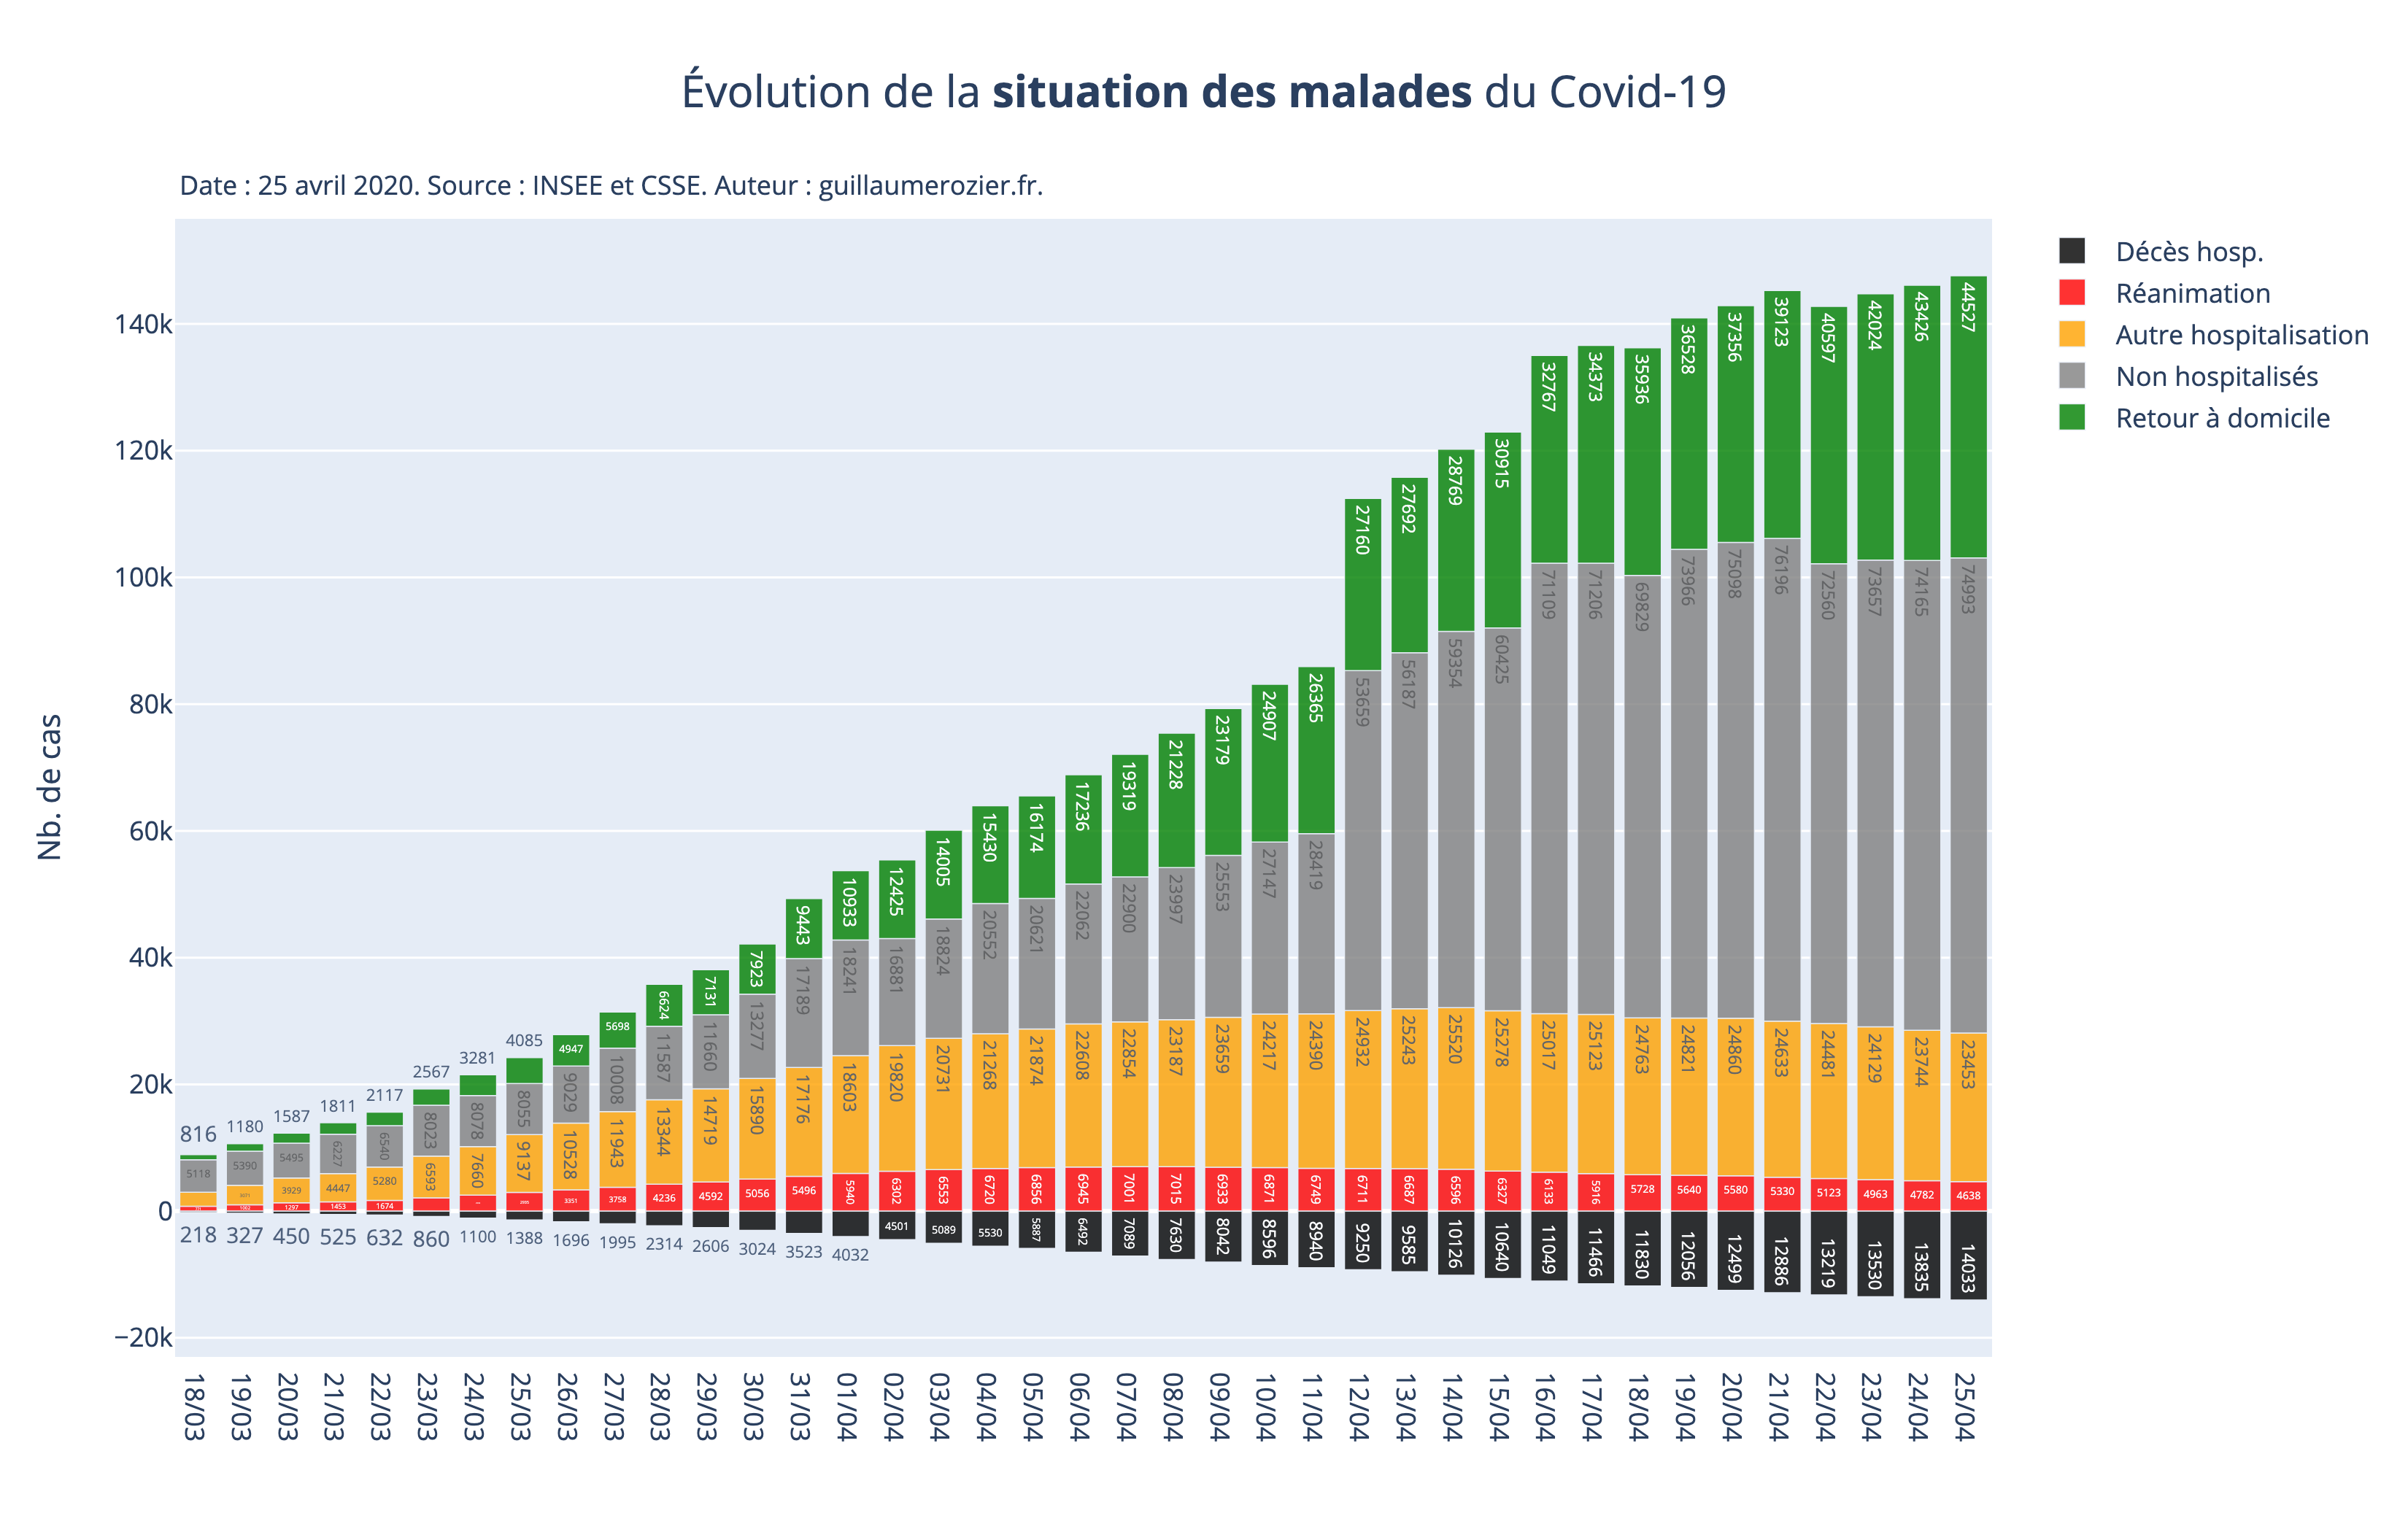 Évolution de la situation des malades du Covid-19
Date : 25 avril 2020. Source : INSEE et CSSE. Auteur : guillaumerozier.fr.
Décès hosp.
Réanimation
Autre hospitalisation
Non hospitalisés
Retour à domicile
Nb. de cas
140k
120k
100k
80k
60k
40k
20k
0
−20k
816 1180 1587 1811 2117 2567 3281 4085 4947 5698 6624 7131 7923 9443 10933 12425 14005 15430 16174 17236 19319 21228 23179 24907 26365 27160 27692 28769 30915 32767 34373 35936 36528 37356 39123 40597 42024 43426 44527
5118 5390 5495 6227 6540 8023 8078 8055 9029 10008 11587 11660 13277 17189 18241 16881 18824 20552 20621 22062 22900 23997 25553 27147 28419 53659 56187 59354 60425 71109 71206 69829 73966 75098 76196 72560 73657 74165 74993
3929 4447 5280 6593 7660 9137 10528 11943 13344 14719 15890 17176 18603 19820 20731 21268 21874 22608 22854 23187 23659 24217 24390 24932 25243 25520 25278 25017 25123 24763 24821 24860 24633 24481 24129 23744 23453
1297 1453 1674 3351 3758 4236 4592 5056 5496 5940 6302 6553 6720 6856 6945 7001 7015 6933 6871 6749 6711 6687 6596 6327 6133 5916 5728 5640 5580 5330 5123 4963 4782 4638
218 327 450 525 632 860 1100 1388 1696 1995 2314 2606 3024 3523 4032 4501 5089 5530 5887 6492 7089 7630 8042 8596 8940 9250 9585 10126 10640 11049 11466 11830 12056 12499 12886 13219 13530 13835 14033
18/03 19/03 20/03 21/03 22/03 23/03 24/03 25/03 26/03 27/03 28/03 29/03 30/03 31/03 01/04 02/04 03/04 04/04 05/04 06/04 07/04 08/04 09/04 10/04 11/04 12/04 13/04 14/04 15/04 16/04 17/04 18/04 19/04 20/04 21/04 22/04 23/04 24/04 25/04